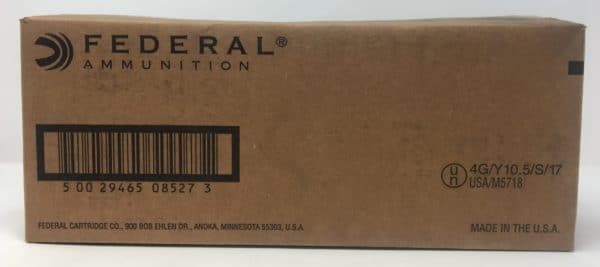 FEDERAL®
AMMUNITION
5 00 29465 08527 3
un 4G/Y10.5/S/17
USA/M5718
FEDERAL CARTRIDGE CO., 900 BOB EHLEN DR., ANOKA, MINNESOTA 55303, U.S.A.
MADE IN THE U.S.A.